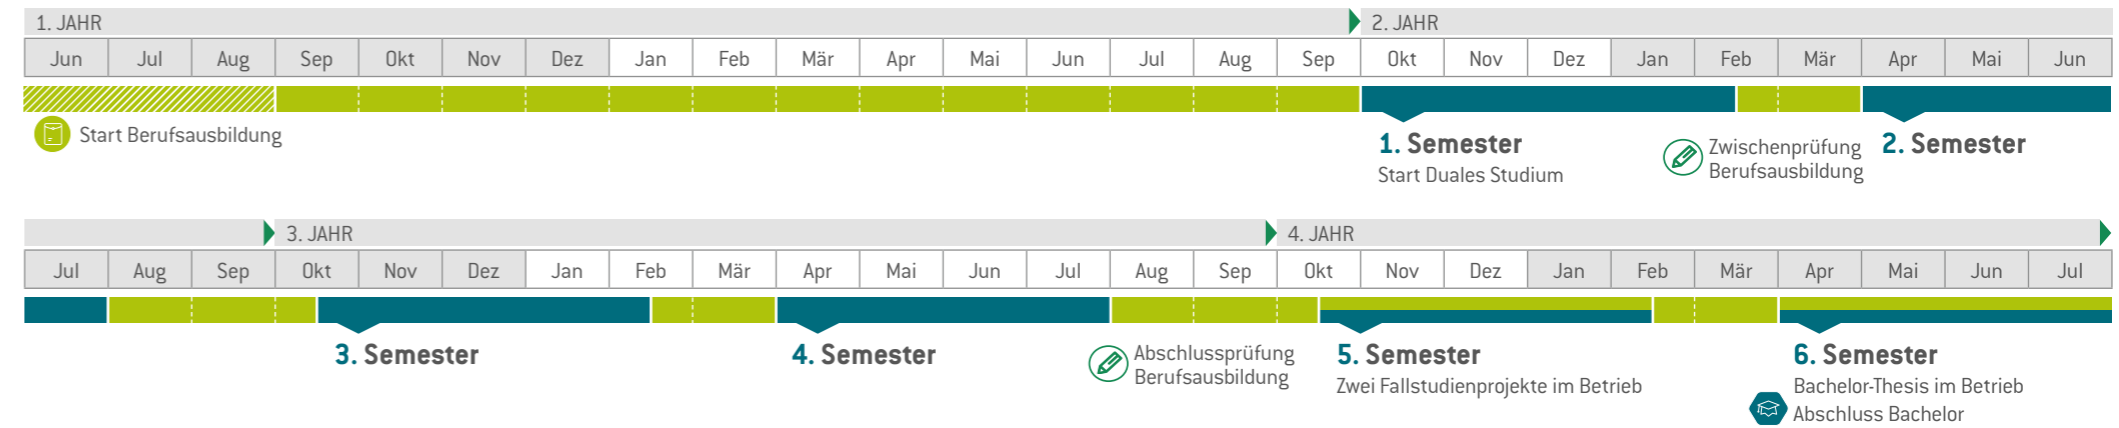 1. JAHR 2. JAHR
Jun Jul Aug Sep Okt Nov Dez Jan Feb Mär Apr Mai Jun Jul Aug Sep Okt Nov Dez Jan Feb Mär Apr Mai Jun
Start Berufsausbildung
1. Semester
Start Duales Studium
Zwischenprüfung
Berufsausbildung
2. Semester
3. JAHR 4. JAHR
Jul Aug Sep Okt Nov Dez Jan Feb Mär Apr Mai Jun Jul Aug Sep Okt Nov Dez Jan Feb Mär Apr Mai Jun Jul
3. Semester
4. Semester
Abschlussprüfung
Berufsausbildung
5. Semester
Zwei Fallstudienprojekte im Betrieb
6. Semester
Bachelor-Thesis im Betrieb
Abschluss Bachelor